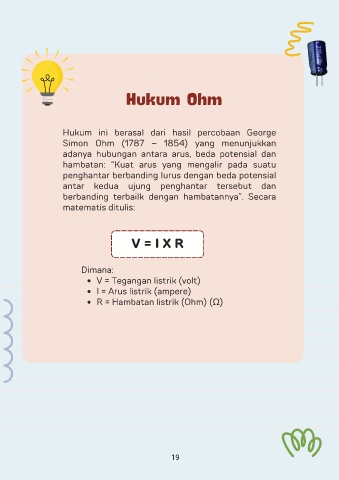 Hukum Ohm
Hukum ini berasal dari hasil percobaan George
Simon Ohm (1787 – 1854) yang menunjukkan
adanya hubungan antara arus, beda potensial dan
hambatan: "Kuat arus yang mengalir pada suatu
penghantar berbanding lurus dengan beda potensial
antar kedua ujung penghantar tersebut dan
berbanding terbailk dengan hambatannya". Secara
matematis ditulis:
V = I X R
Dimana:
• V = Tegangan listrik (volt)
• I = Arus listrik (ampere)
• R = Hambatan listrik (Ohm) (Ω)
19